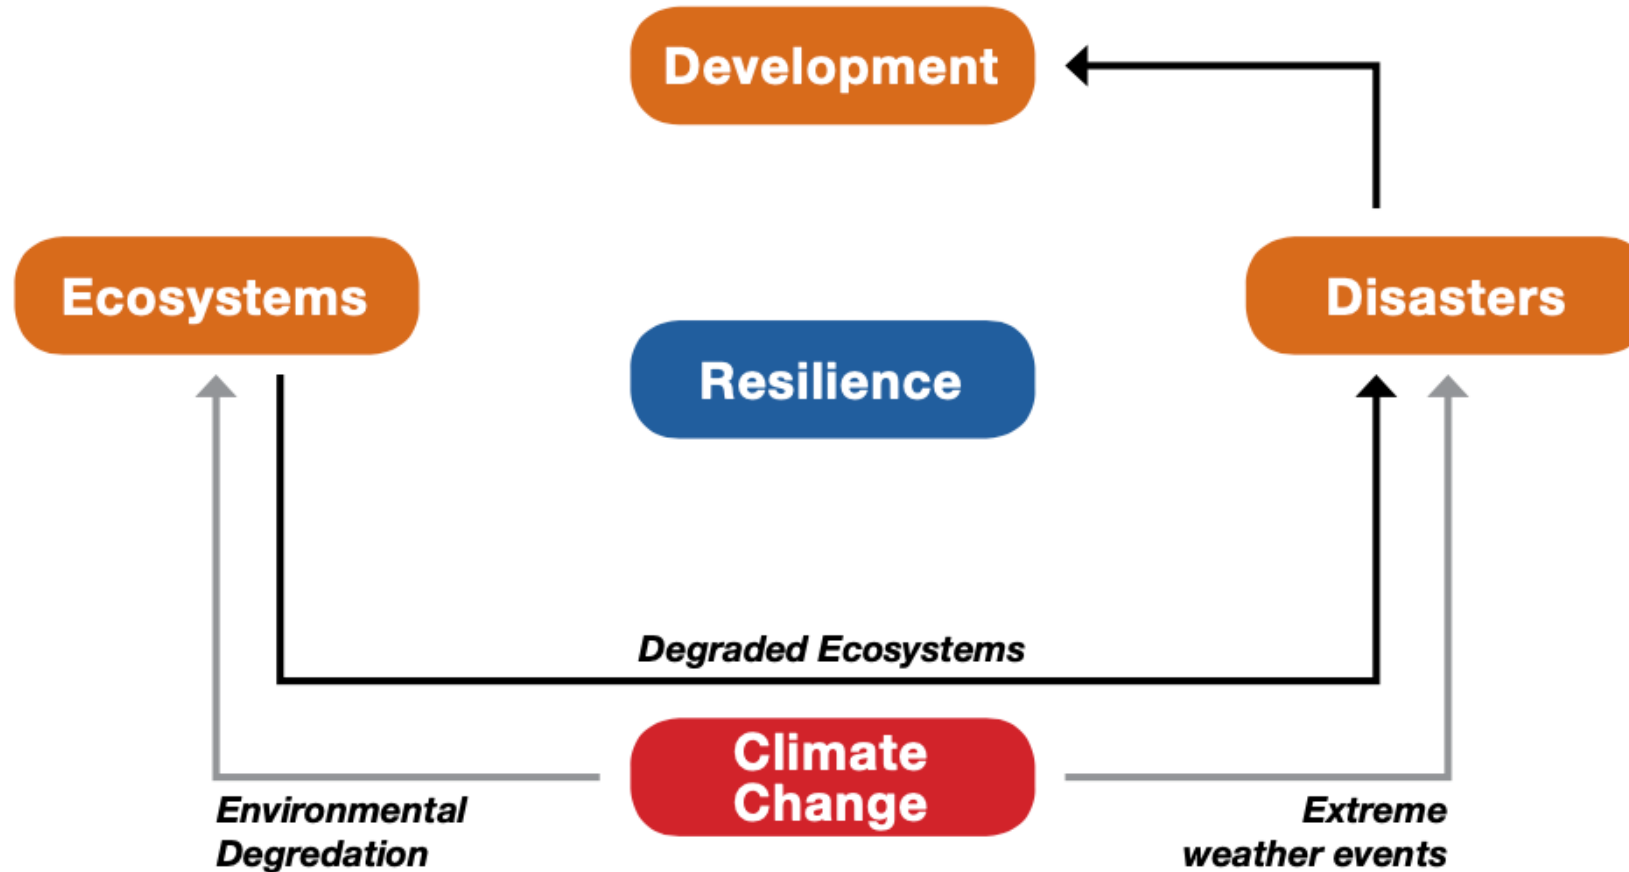 Development
Ecosystems
Disasters
Resilience
Degraded Ecosystems
Climate
Change
Environmental
Degredation
Extreme
weather events